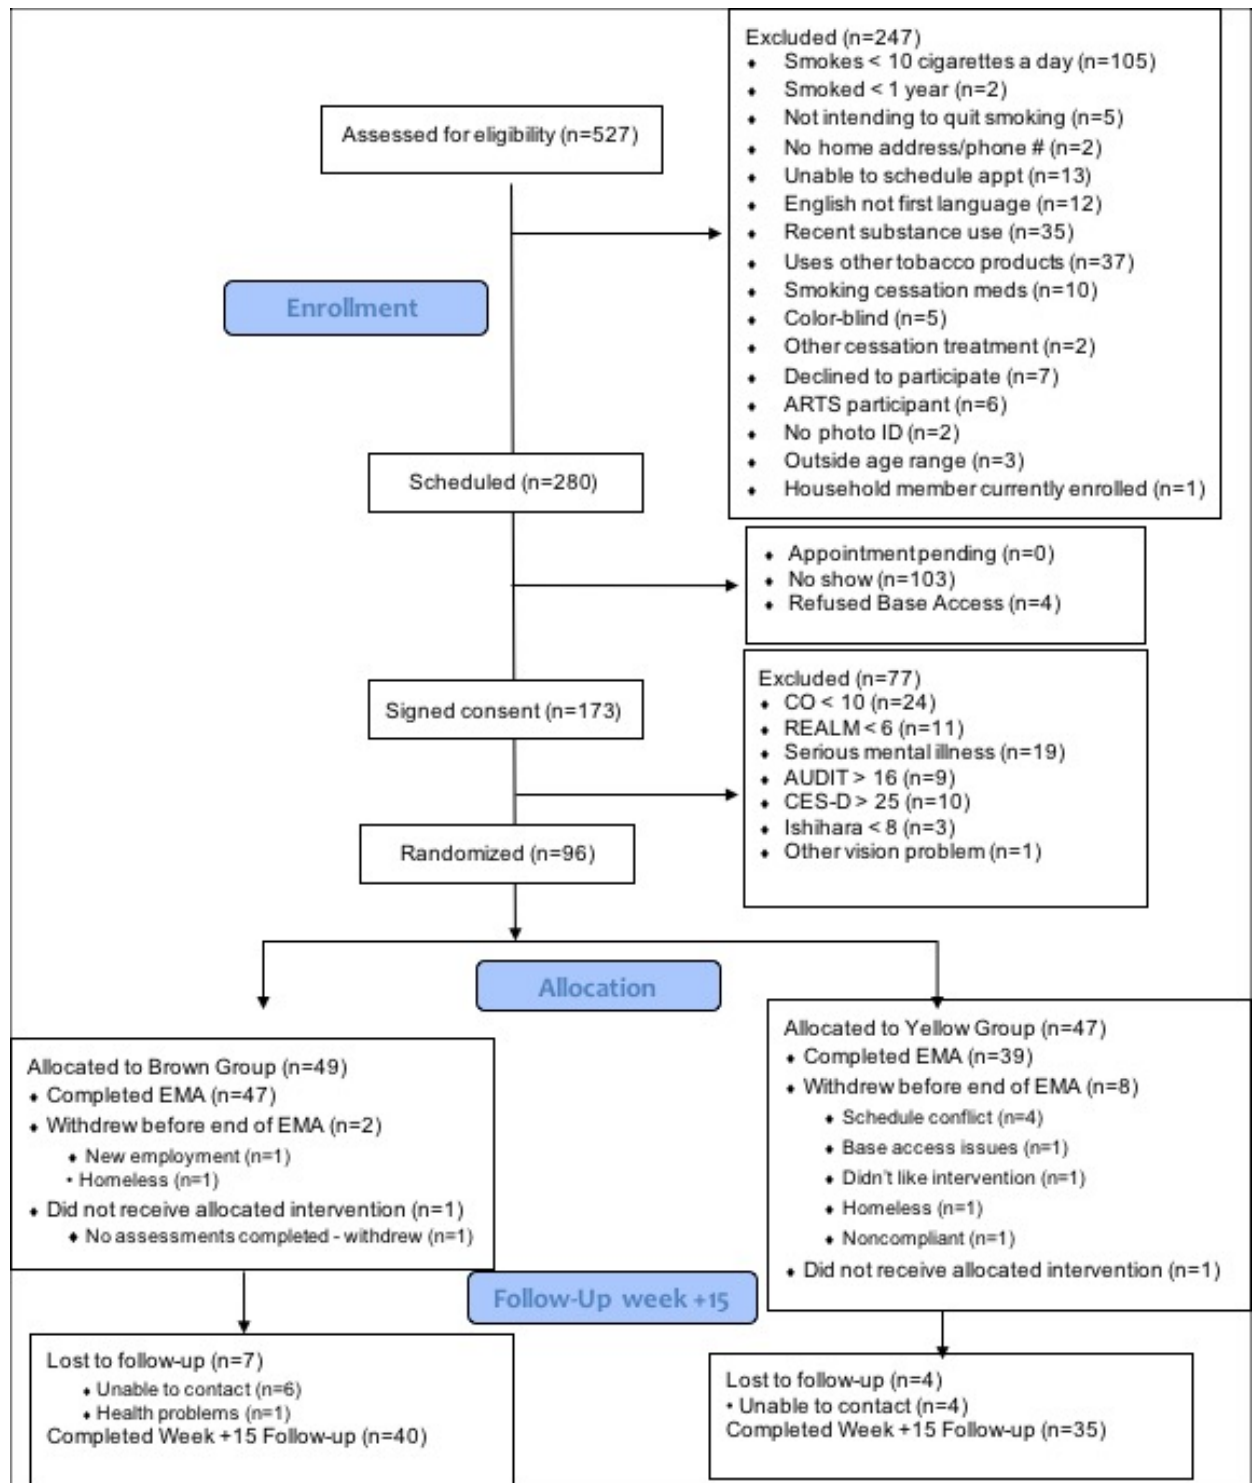 Assessed for eligibility (n=527)
Excluded (n=247)
⬧ Smokes < 10 cigarettes a day (n=105)
⬧ Smoked < 1 year (n=2)
⬧ Not intending to quit smoking (n=5)
⬧ No home address/phone # (n=2)
⬧ Unable to schedule appt (n=13)
⬧ English not first language (n=12)
⬧ Recent substance use (n=35)
⬧ Uses other tobacco products (n=37)
⬧ Smoking cessation meds (n=10)
⬧ Color-blind (n=5)
⬧ Other cessation treatment (n=2)
⬧ Declined to participate (n=7)
⬧ ARTS participant (n=6)
⬧ No photo ID (n=2)
⬧ Outside age range (n=3)
⬧ Household member currently enrolled (n=1)
Enrollment
Scheduled (n=280)
⬧ Appointment pending (n=0)
⬧ No show (n=103)
⬧ Refused Base Access (n=4)
Signed consent (n=173)
Excluded (n=77)
⬧ CO < 10 (n=24)
⬧ REALM < 6 (n=11)
⬧ Serious mental illness (n=19)
⬧ AUDIT > 16 (n=9)
⬧ CES-D > 25 (n=10)
⬧ Ishihara < 8 (n=3)
⬧ Other vision problem (n=1)
Randomized (n=96)
Allocation
Allocated to Brown Group (n=49)
⬧ Completed EMA (n=47)
⬧ Withdrew before end of EMA (n=2)
⬧ New employment (n=1)
• Homeless (n=1)
⬧ Did not receive allocated intervention (n=1)
⬧ No assessments completed - withdrew (n=1)
Allocated to Yellow Group (n=47)
⬧ Completed EMA (n=39)
⬧ Withdrew before end of EMA (n=8)
⬧ Schedule conflict (n=4)
⬧ Base access issues (n=1)
⬧ Didn't like intervention (n=1)
⬧ Homeless (n=1)
⬧ Noncompliant (n=1)
⬧ Did not receive allocated intervention (n=1)
Follow-Up week +15
Lost to follow-up (n=7)
⬧ Unable to contact (n=6)
⬧ Health problems (n=1)
Completed Week +15 Follow-up (n=40)
Lost to follow-up (n=4)
• Unable to contact (n=4)
Completed Week +15 Follow-up (n=35)